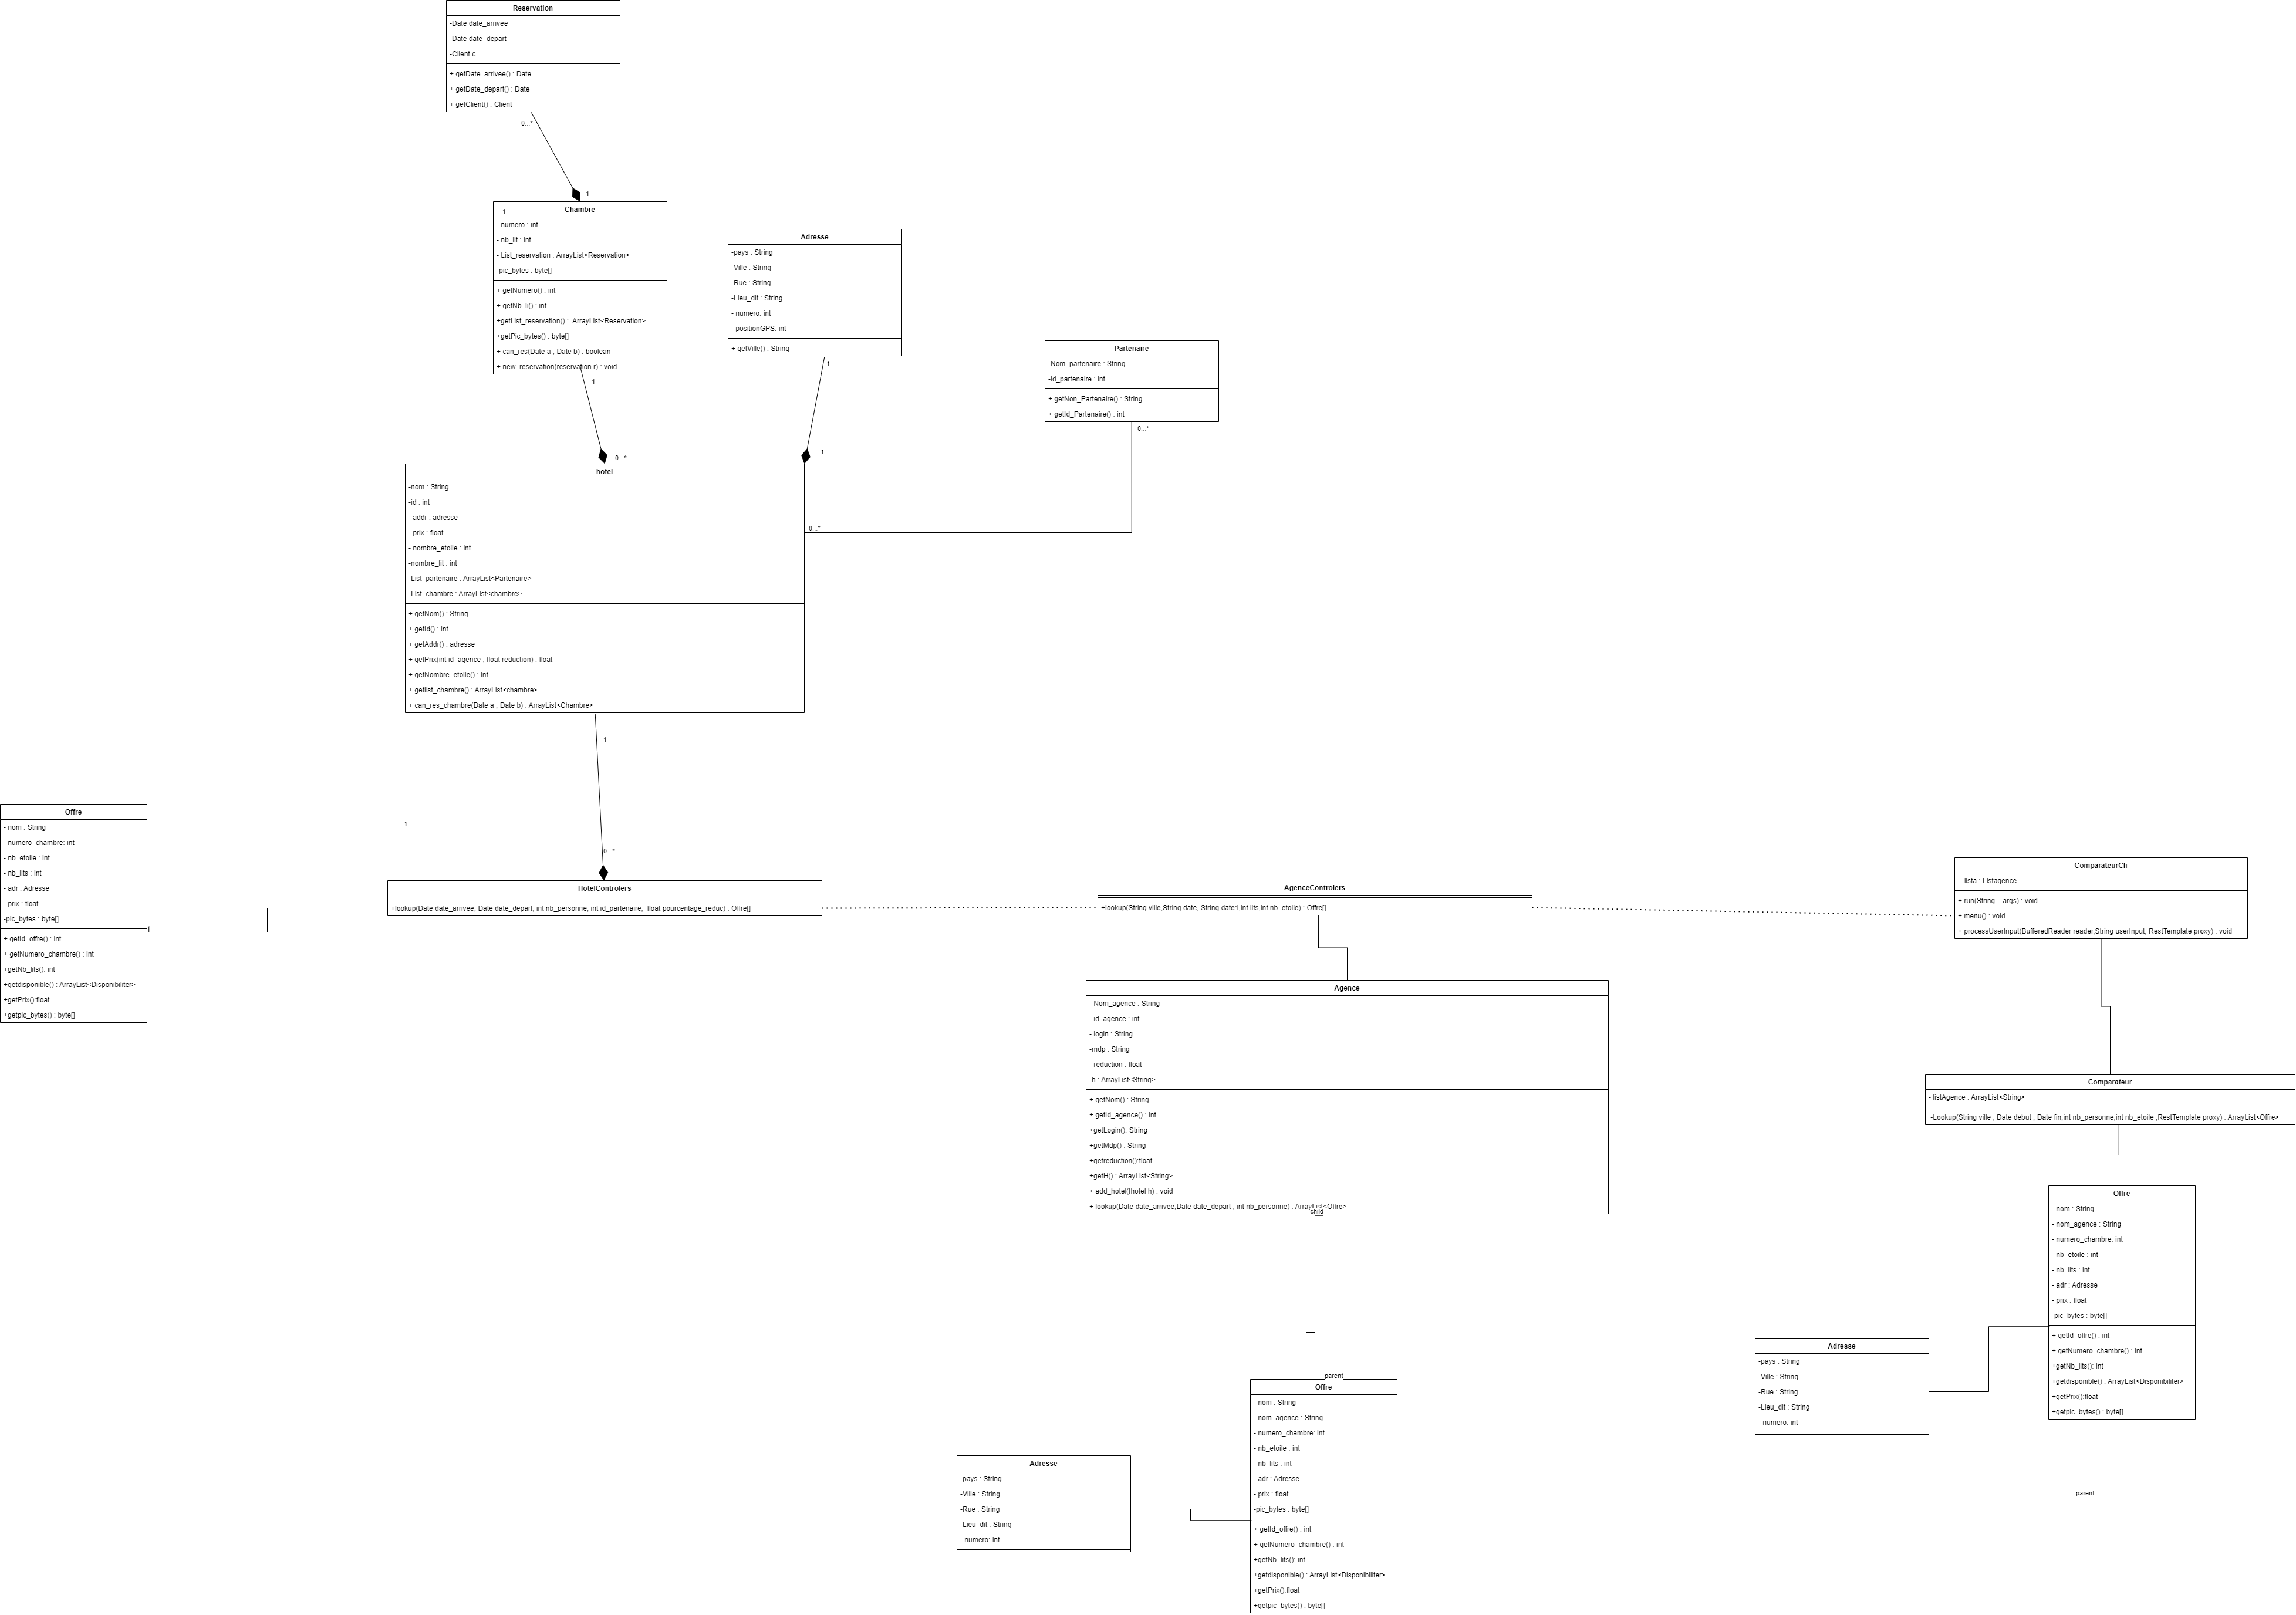 Reservation
-Date date_arrivee
-Date date_depart
-Client c
+ getDate_arrivee() : Date
+ getDate_depart() : Date
+ getClient() : Client
0...*
1
1
Chambre
- numero : int
- nb_lit : int
- List_reservation : ArrayList<Reservation>
-pic_bytes : byte[]
+ getNumero() : int
+ getNb_li() : int
+getList_reservation() :  ArrayList<Reservation>
+getPic_bytes() : byte[]
+ can_res(Date a , Date b) : boolean
+ new_reservation(reservation r) : void
1
0...*
Adresse
-pays : String
-Ville : String
-Rue : String
-Lieu_dit : String
- numero: int
- positionGPS: int
+ getVille() : String
1
1
Partenaire
-Nom_partenaire : String
-id_partenaire : int
+ getNon_Partenaire() : String
+ getId_Partenaire() : int
0...*
0...*
hotel
-nom : String
-id : int
- addr : adresse
- prix : float
- nombre_etoile : int
-nombre_lit : int
-List_partenaire : ArrayList<Partenaire>
-List_chambre : ArrayList<chambre>
+ getNom() : String
+ getId() : int
+ getAddr() : adresse
+ getPrix(int id_agence , float reduction) : float
+ getNombre_etoile() : int
+ getlist_chambre() : ArrayList<chambre>
+ can_res_chambre(Date a , Date b) : ArrayList<Chambre>
1
1
0...*
Offre
- nom : String
- numero_chambre: int
- nb_etoile : int
- nb_lits : int
- adr : Adresse
- prix : float
-pic_bytes : byte[]
+ getId_offre() : int
+ getNumero_chambre() : int
+getNb_lits(): int
+getdisponible() : ArrayList<Disponibiliter>
+getPrix():float
+getpic_bytes() : byte[]
HotelControlers
+lookup(Date date_arrivee, Date date_depart, int nb_personne, int id_partenaire,  float pourcentage_reduc) : Offre[]
AgenceControlers
+lookup(String ville,String date, String date1,int lits,int nb_etoile) : Offre[]
ComparateurCli
- lista : Listagence
+ run(String... args) : void
+ menu() : void
+ processUserInput(BufferedReader reader,String userInput, RestTemplate proxy) : void
Agence
- Nom_agence : String
- id_agence : int
- login : String
-mdp : String
- reduction : float
-h : ArrayList<String>
+ getNom() : String
+ getId_agence() : int
+getLogin(): String
+getMdp() : String
+getreduction():float
+getH() : ArrayList<String>
+ add_hotel(Ihotel h) : void
+ lookup(Date date_arrivee,Date date_depart , int nb_personne) : ArrayList<Offre>
child
parent
Comparateur
- listAgence : ArrayList<String>
-Lookup(String ville , Date debut , Date fin,int nb_personne,int nb_etoile ,RestTemplate proxy) : ArrayList<Offre>
Offre
- nom : String
- nom_agence : String
- numero_chambre: int
- nb_etoile : int
- nb_lits : int
- adr : Adresse
- prix : float
-pic_bytes : byte[]
+ getId_offre() : int
+ getNumero_chambre() : int
+getNb_lits(): int
+getdisponible() : ArrayList<Disponibiliter>
+getPrix():float
+getpic_bytes() : byte[]
Adresse
-pays : String
-Ville : String
-Rue : String
-Lieu_dit : String
- numero: int
parent
Offre
- nom : String
- nom_agence : String
- numero_chambre: int
- nb_etoile : int
- nb_lits : int
- adr : Adresse
- prix : float
-pic_bytes : byte[]
+ getId_offre() : int
+ getNumero_chambre() : int
+getNb_lits(): int
+getdisponible() : ArrayList<Disponibiliter>
+getPrix():float
+getpic_bytes() : byte[]
Adresse
-pays : String
-Ville : String
-Rue : String
-Lieu_dit : String
- numero: int